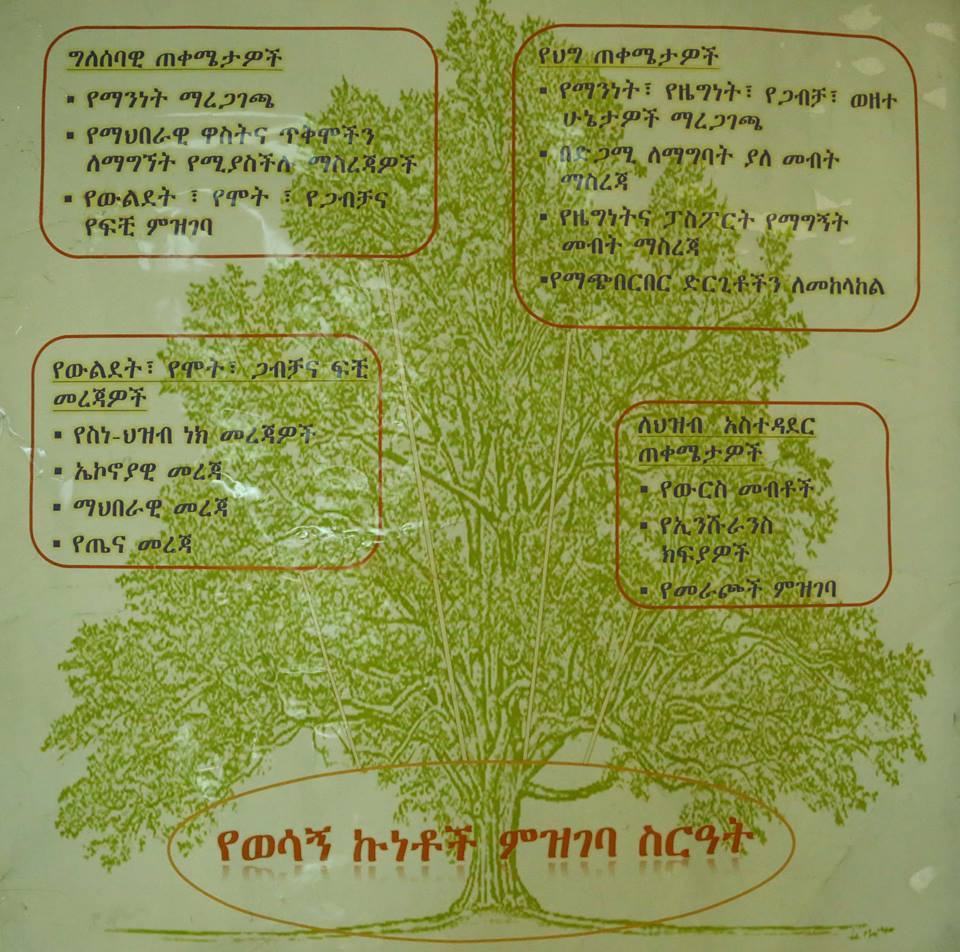 ግለሰባዊ ጠቀሜታዎች
▪ የማንነት ማረጋገጫ
▪ የማህበራዊ ዋስትና ጥቅሞችን
ለማግኘት የሚያስችሉ ማስረጃዎች
▪ የውልደት ፣ የሞት ፣ የጋብቻና
የፍቺ ምዝገባ
የህግ ጠቀሜታዎች
▪ የማንነት፣ የዜግነት፣ የጋብቻ፣ ወዘተ
ሁኔታዎች ማረጋገጫ
▪ በድጋሚ ለማግባት ያለ መብት
ማስረጃ
▪ የዜግነትና ፓስፖርት የማግኝት
መብት ማስረጃ
▪የማጭበርበር ድርጊቶችን ለመከላከል
የውልደት፣ የሞት፣ ጋብቻና ፍቺ
መረጃዎች
▪ የስነ-ህዝብ ነክ መረጃዎች
▪ ኤኮኖያዊ መረጃ
▪ ማህበራዊ መረጃ
▪ የጤና መረጃ
ለህዝብ አስተዳደር
ጠቀሜታዎች
▪ የውርስ መብቶች
▪ የኢንሹራንስ
ክፍያዎች
▪ የመራጮች ምዝገባ
የወሳኝ ኩነቶች ምዝገባ ስርዓት